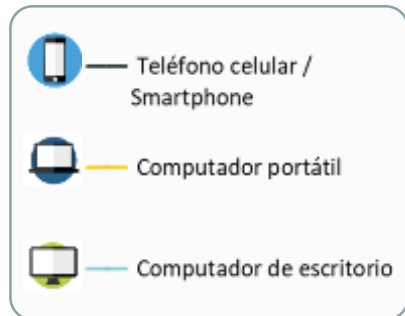 Teléfono celular /
Smartphone
Computador portátil
Computador de escritorio